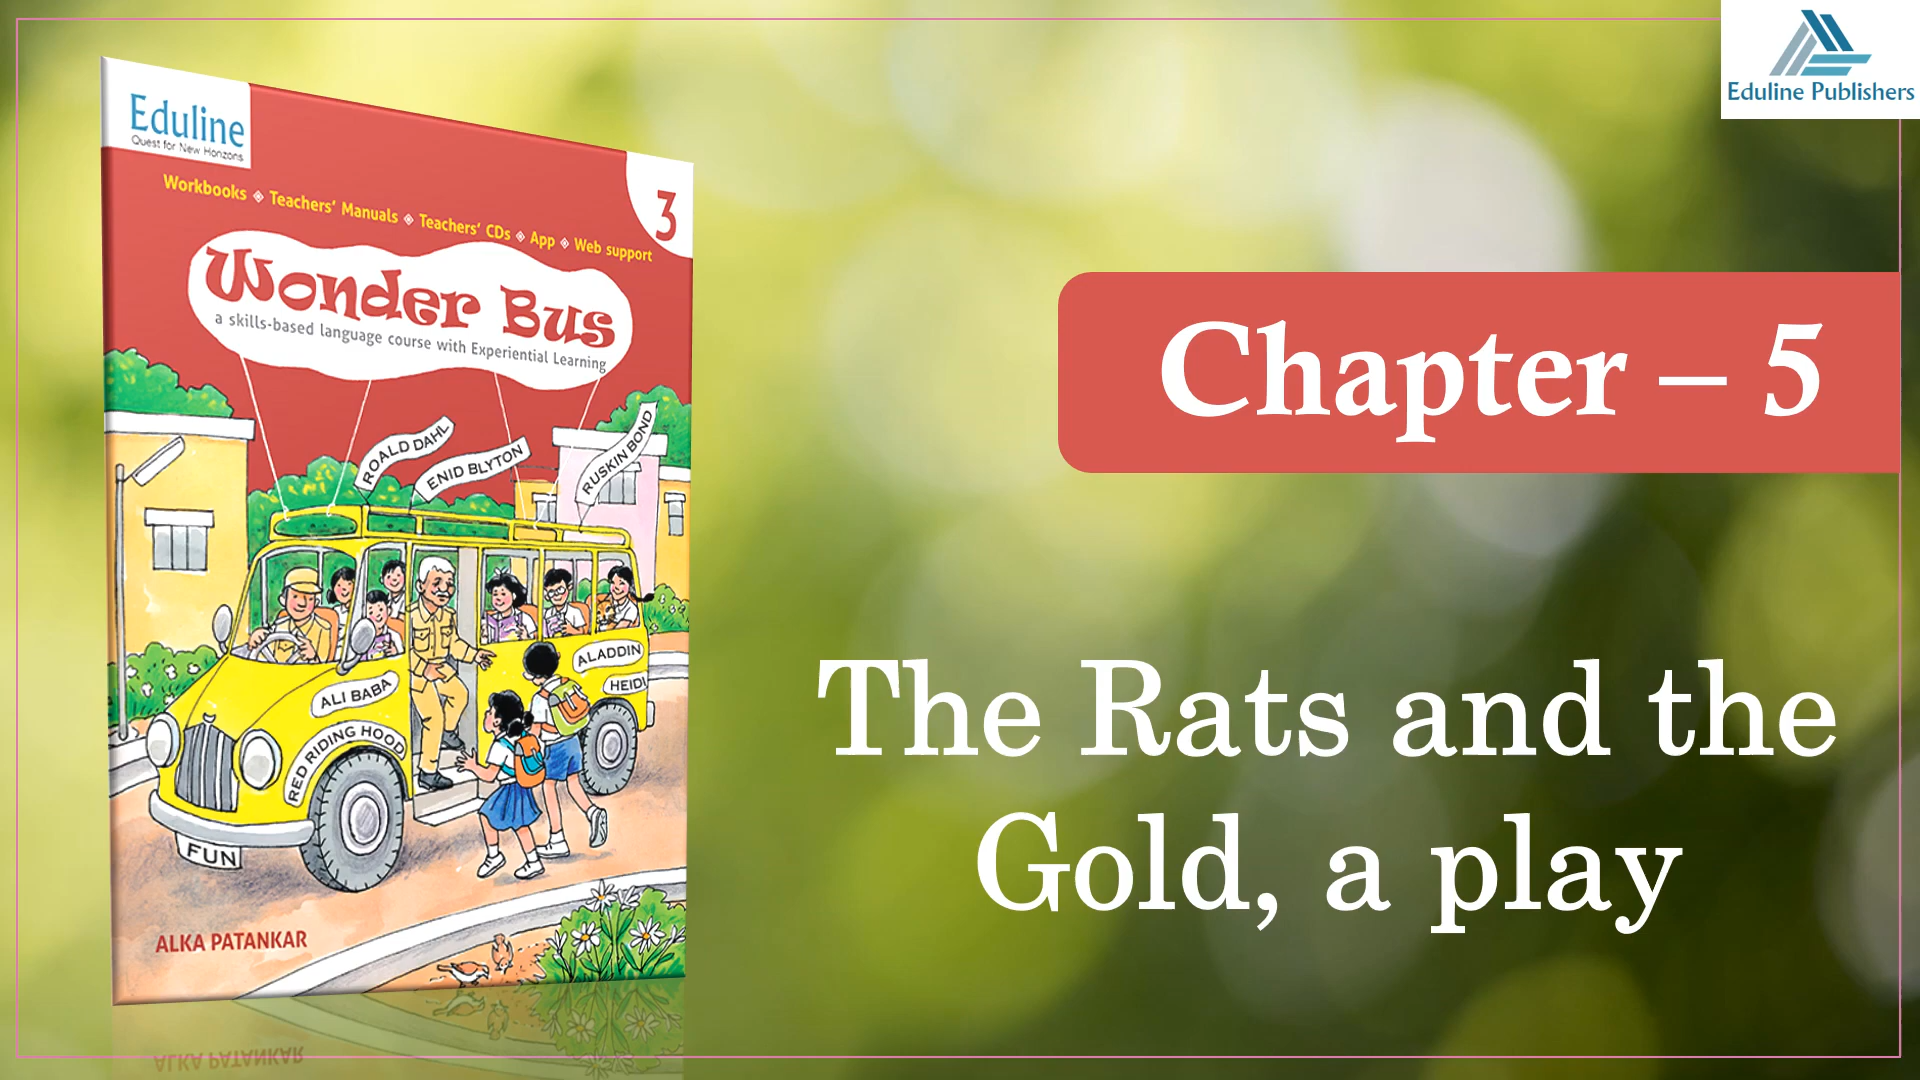 Eduline Publishers
Eduline
Quest for New Horizons
3
Workbooks ◈ Teachers' Manuals ◈ Teachers' CDs ◈ App ◈ Web support
Wonder Bus
a skills-based language course with Experiential Learning
ROALD DAHL
ENID BLYTON
RUSKIN BOND
ALADDIN
HEIDI
ALI BABA
RED RIDING HOOD
FUN
ALKA PATANKAR
Chapter – 5
The Rats and the
Gold, a play